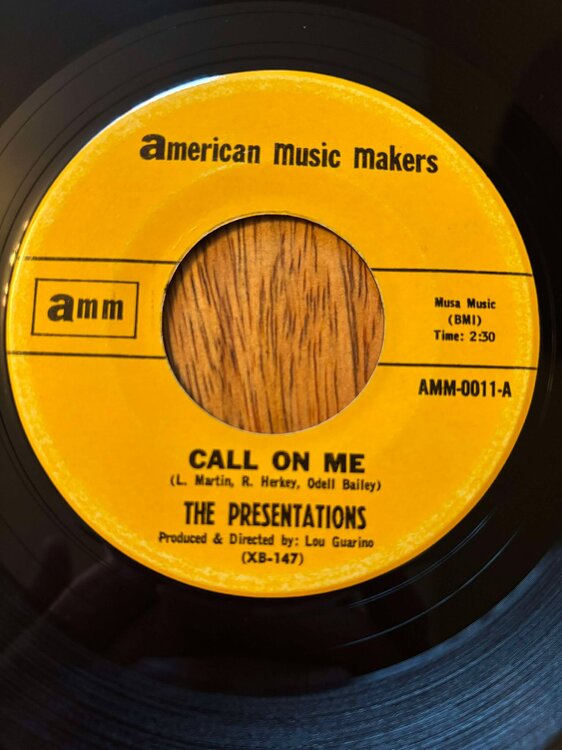 american music makers
amm
Musa Music
(BMI)
Time: 2:30
AMM-0011-A
CALL ON ME
(L. Martin, R. Herkey, Odell Bailey)
THE PRESENTATIONS
Produced & Directed by: Lou Guarino
(XB-147)